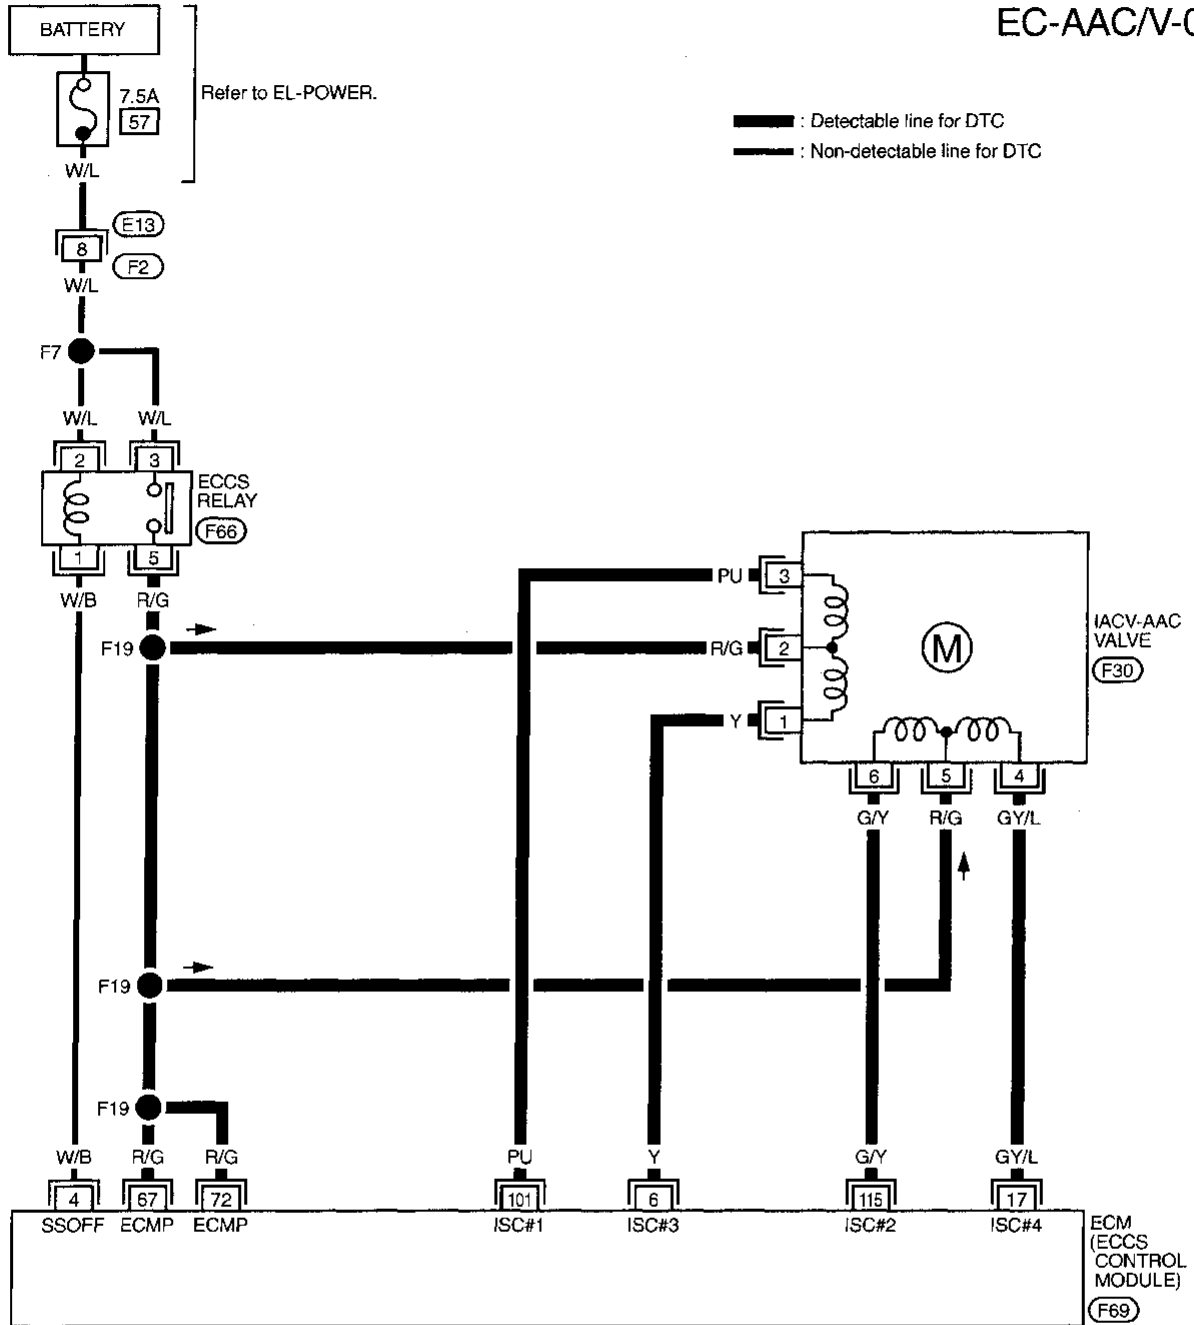 EC-AAC/V-0
BATTERY
7.5A
57
Refer to EL-POWER.
: Detectable line for DTC
: Non-detectable line for DTC
W/L
E13
8
F2
W/L
F7
W/L W/L
2 3
ECCS
RELAY
F66
1 5
W/B R/G
PU 3
F19
R/G 2
M
IACV-AAC
VALVE
F30
Y 1
6 5 4
G/Y R/G GY/L
F19
F19
W/B R/G R/G PU Y G/Y GY/L
4 67 72 101 6 115 17
SSOFF ECMP ECMP ISC#1 ISC#3 ISC#2 ISC#4
ECM
(ECCS
CONTROL
MODULE)
F69